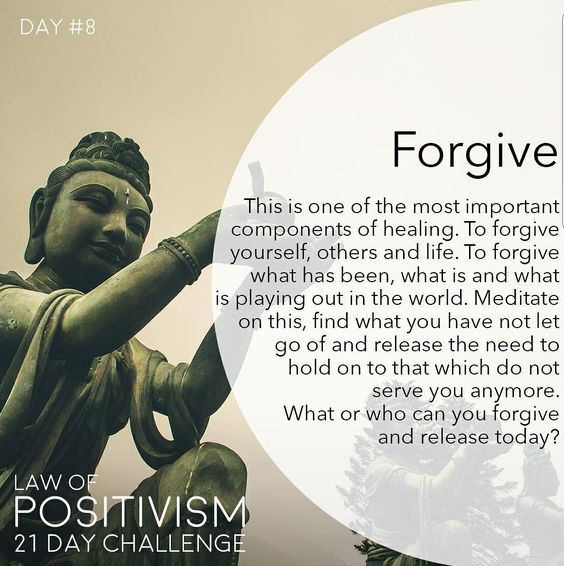 DAY #8
Forgive
This is one of the most important
components of healing. To forgive
yourself, others and life. To forgive
what has been, what is and what
is playing out in the world. Meditate
on this, find what you have not let
go of and release the need to
hold on to that which do not
serve you anymore.
What or who can you forgive
and release today?
LAW OF
POSITIVISM
21 DAY CHALLENGE